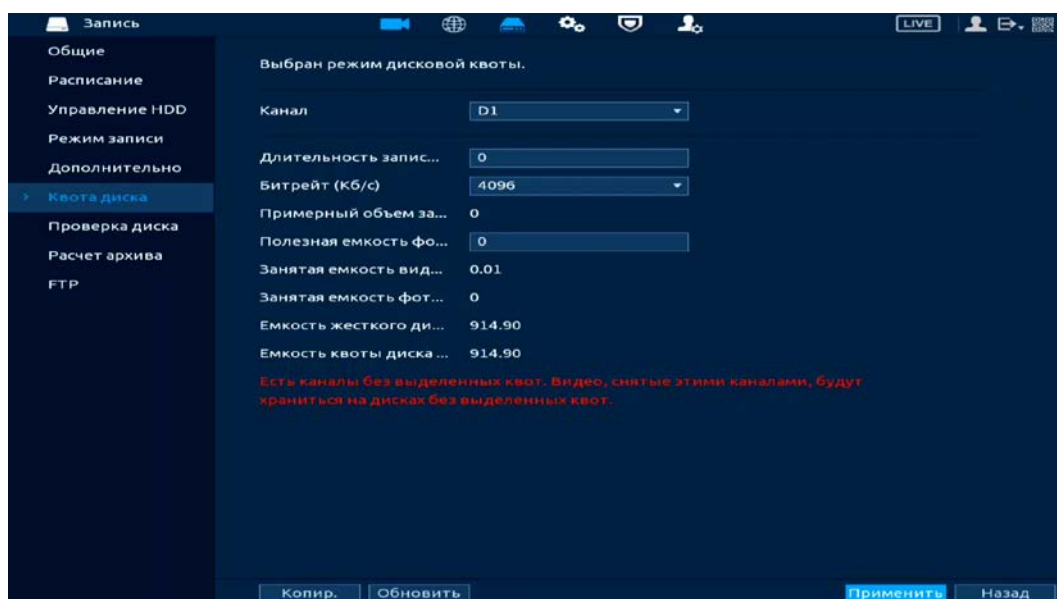 Запись
LIVE
Общие
Расписание
Управление HDD
Режим записи
Дополнительно
Квота диска
Проверка диска
Расчет архива
FTP
Выбран режим дисковой квоты.
Канал D1
Длительность запис... 0
Битрейт (Кб/с) 4096
Примерный объем за... 0
Полезная емкость фо... 0
Занятая емкость вид... 0.01
Занятая емкость фот... 0
Емкость жесткого ди... 914.90
Емкость квоты диска ... 914.90
Есть каналы без выделенных квот. Видео, снятые этими каналами, будут
храниться на дисках без выделенных квот.
Копир. Обновить Применить Назад